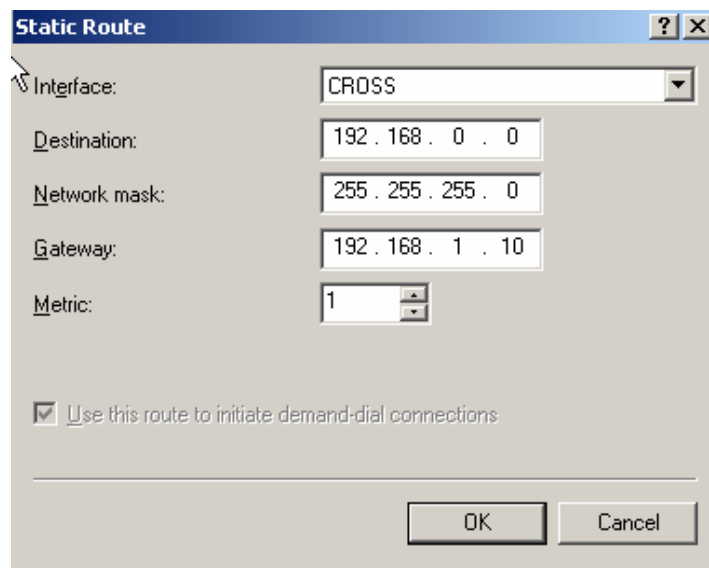 Static Route
Interface: CROSS
Destination: 192 . 168 . 0 . 0
Network mask: 255 . 255 . 255 . 0
Gateway: 192 . 168 . 1 . 10
Metric: 1
Use this route to initiate demand-dial connections
OK Cancel